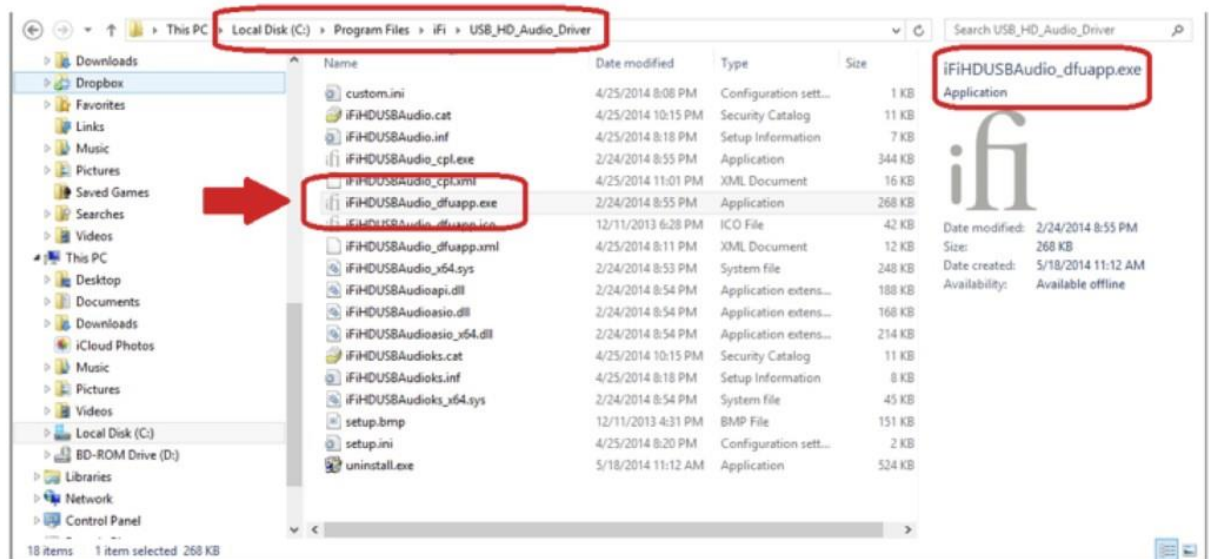 This PC ▸ Local Disk (C:) ▸ Program Files ▸ iFi ▸ USB_HD_Audio_Driver
Search USB_HD_Audio_Driver
Downloads
Dropbox
Favorites
Links
Music
Pictures
Saved Games
Searches
Videos
This PC
Desktop
Documents
Downloads
iCloud Photos
Music
Pictures
Videos
Local Disk (C:)
BD-ROM Drive (D:)
Libraries
Network
Control Panel
Name Date modified Type Size
custom.ini 4/25/2014 8:08 PM Configuration sett... 1 KB
iFiHDUSBAudio.cat 4/25/2014 10:15 PM Security Catalog 11 KB
iFiHDUSBAudio.inf 4/25/2014 8:18 PM Setup Information 7 KB
iFiHDUSBAudio_cpl.exe 2/24/2014 8:55 PM Application 344 KB
iFiHDUSBAudio_cpl.xml 4/25/2014 11:01 PM XML Document 16 KB
iFiHDUSBAudio_dfuapp.exe 2/24/2014 8:55 PM Application 268 KB
iFiHDUSBAudio_dfuapp.ico 12/11/2013 6:28 PM ICO File 42 KB
iFiHDUSBAudio_dfuapp.xml 4/25/2014 8:11 PM XML Document 12 KB
iFiHDUSBAudio_x64.sys 2/24/2014 8:53 PM System file 248 KB
iFiHDUSBAudioapi.dll 2/24/2014 8:54 PM Application extens... 188 KB
iFiHDUSBAudioasio.dll 2/24/2014 8:54 PM Application extens... 168 KB
iFiHDUSBAudioasio_x64.dll 2/24/2014 8:54 PM Application extens... 214 KB
iFiHDUSBAudioks.cat 4/25/2014 10:15 PM Security Catalog 11 KB
iFiHDUSBAudioks.inf 4/25/2014 8:18 PM Setup Information 8 KB
iFiHDUSBAudioks_x64.sys 2/24/2014 8:54 PM System file 45 KB
setup.bmp 12/11/2013 4:31 PM BMP File 151 KB
setup.ini 4/25/2014 8:20 PM Configuration sett... 2 KB
uninstall.exe 5/18/2014 11:12 AM Application 524 KB
iFiHDUSBAudio_dfuapp.exe
Application
ifi
Date modified: 2/24/2014 8:55 PM
Size: 268 KB
Date created: 5/18/2014 11:12 AM
Availability: Available offline
18 items 1 item selected 268 KB